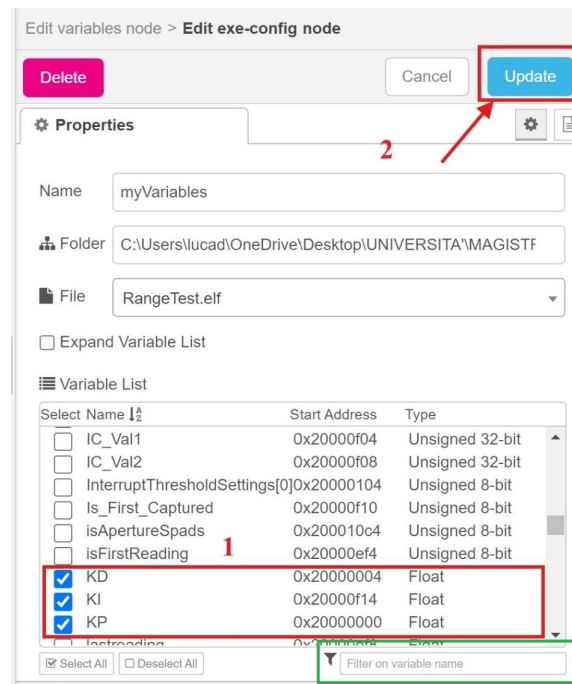 Edit variables node > Edit exe-config node
Delete Cancel Update
Properties
2
Name myVariables
Folder C:\Users\lucad\OneDrive\Desktop\UNIVERSITA'\MAGISTR
File RangeTest.elf
Expand Variable List
Variable List
Select Name Start Address Type
IC_Val1 0x20000f04 Unsigned 32-bit
IC_Val2 0x20000f08 Unsigned 32-bit
InterruptThresholdSettings[0] 0x20000104 Unsigned 8-bit
Is_First_Captured 0x20000f10 Unsigned 8-bit
isApertureSpads 0x200010c4 Unsigned 8-bit
isFirstReading 0x20000ef4 Unsigned 8-bit
1
KD 0x20000004 Float
KI 0x20000f14 Float
KP 0x20000000 Float
lastreading 0x20000ef8 Float
Select All Deselect All Filter on variable name